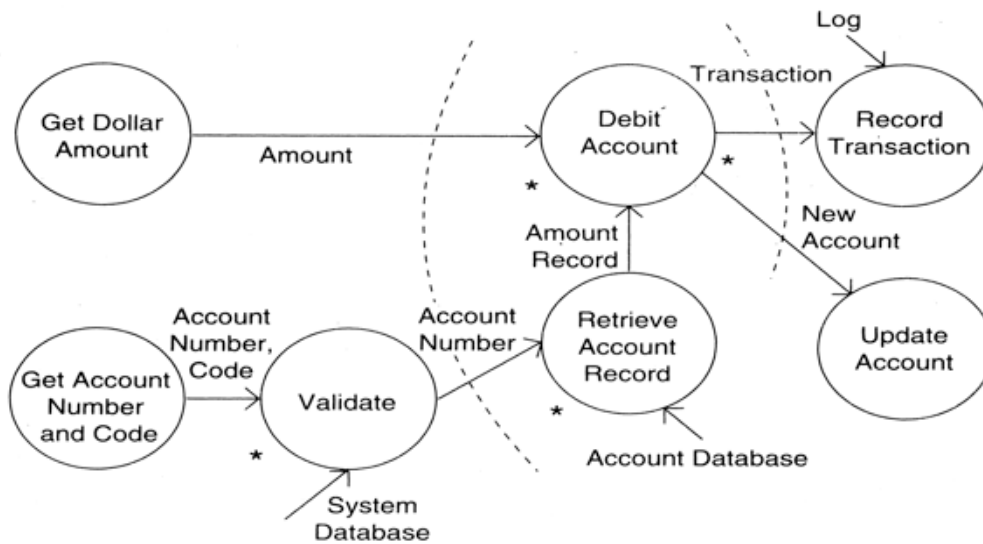 Log
Transaction
Get Dollar
Amount
Amount
Debit
Account
*
*
Record
Transaction
Amount
Record
New
Account
Account
Number,
Code
Account
Number
Get Account
Number
and Code
Validate
*
Retrieve
Account
Record
*
Update
Account
System
Database
Account Database